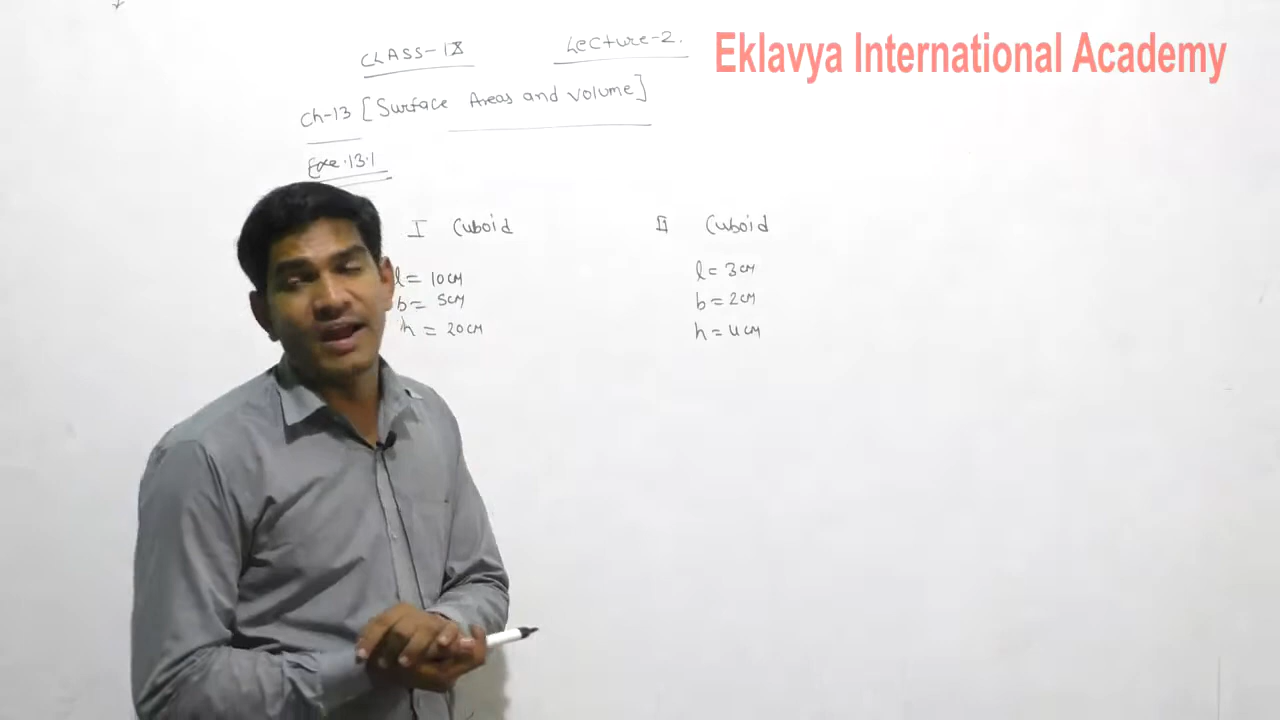 CLASS-IX
Lecture-2.
Eklavya International Academy
Ch-13 [Surface Areas and Volume]
Exe.13.1
I Cuboid
II Cuboid
l = 10CM
b = 5CM
h = 20CM
l = 3CM
b = 2CM
h = 4CM